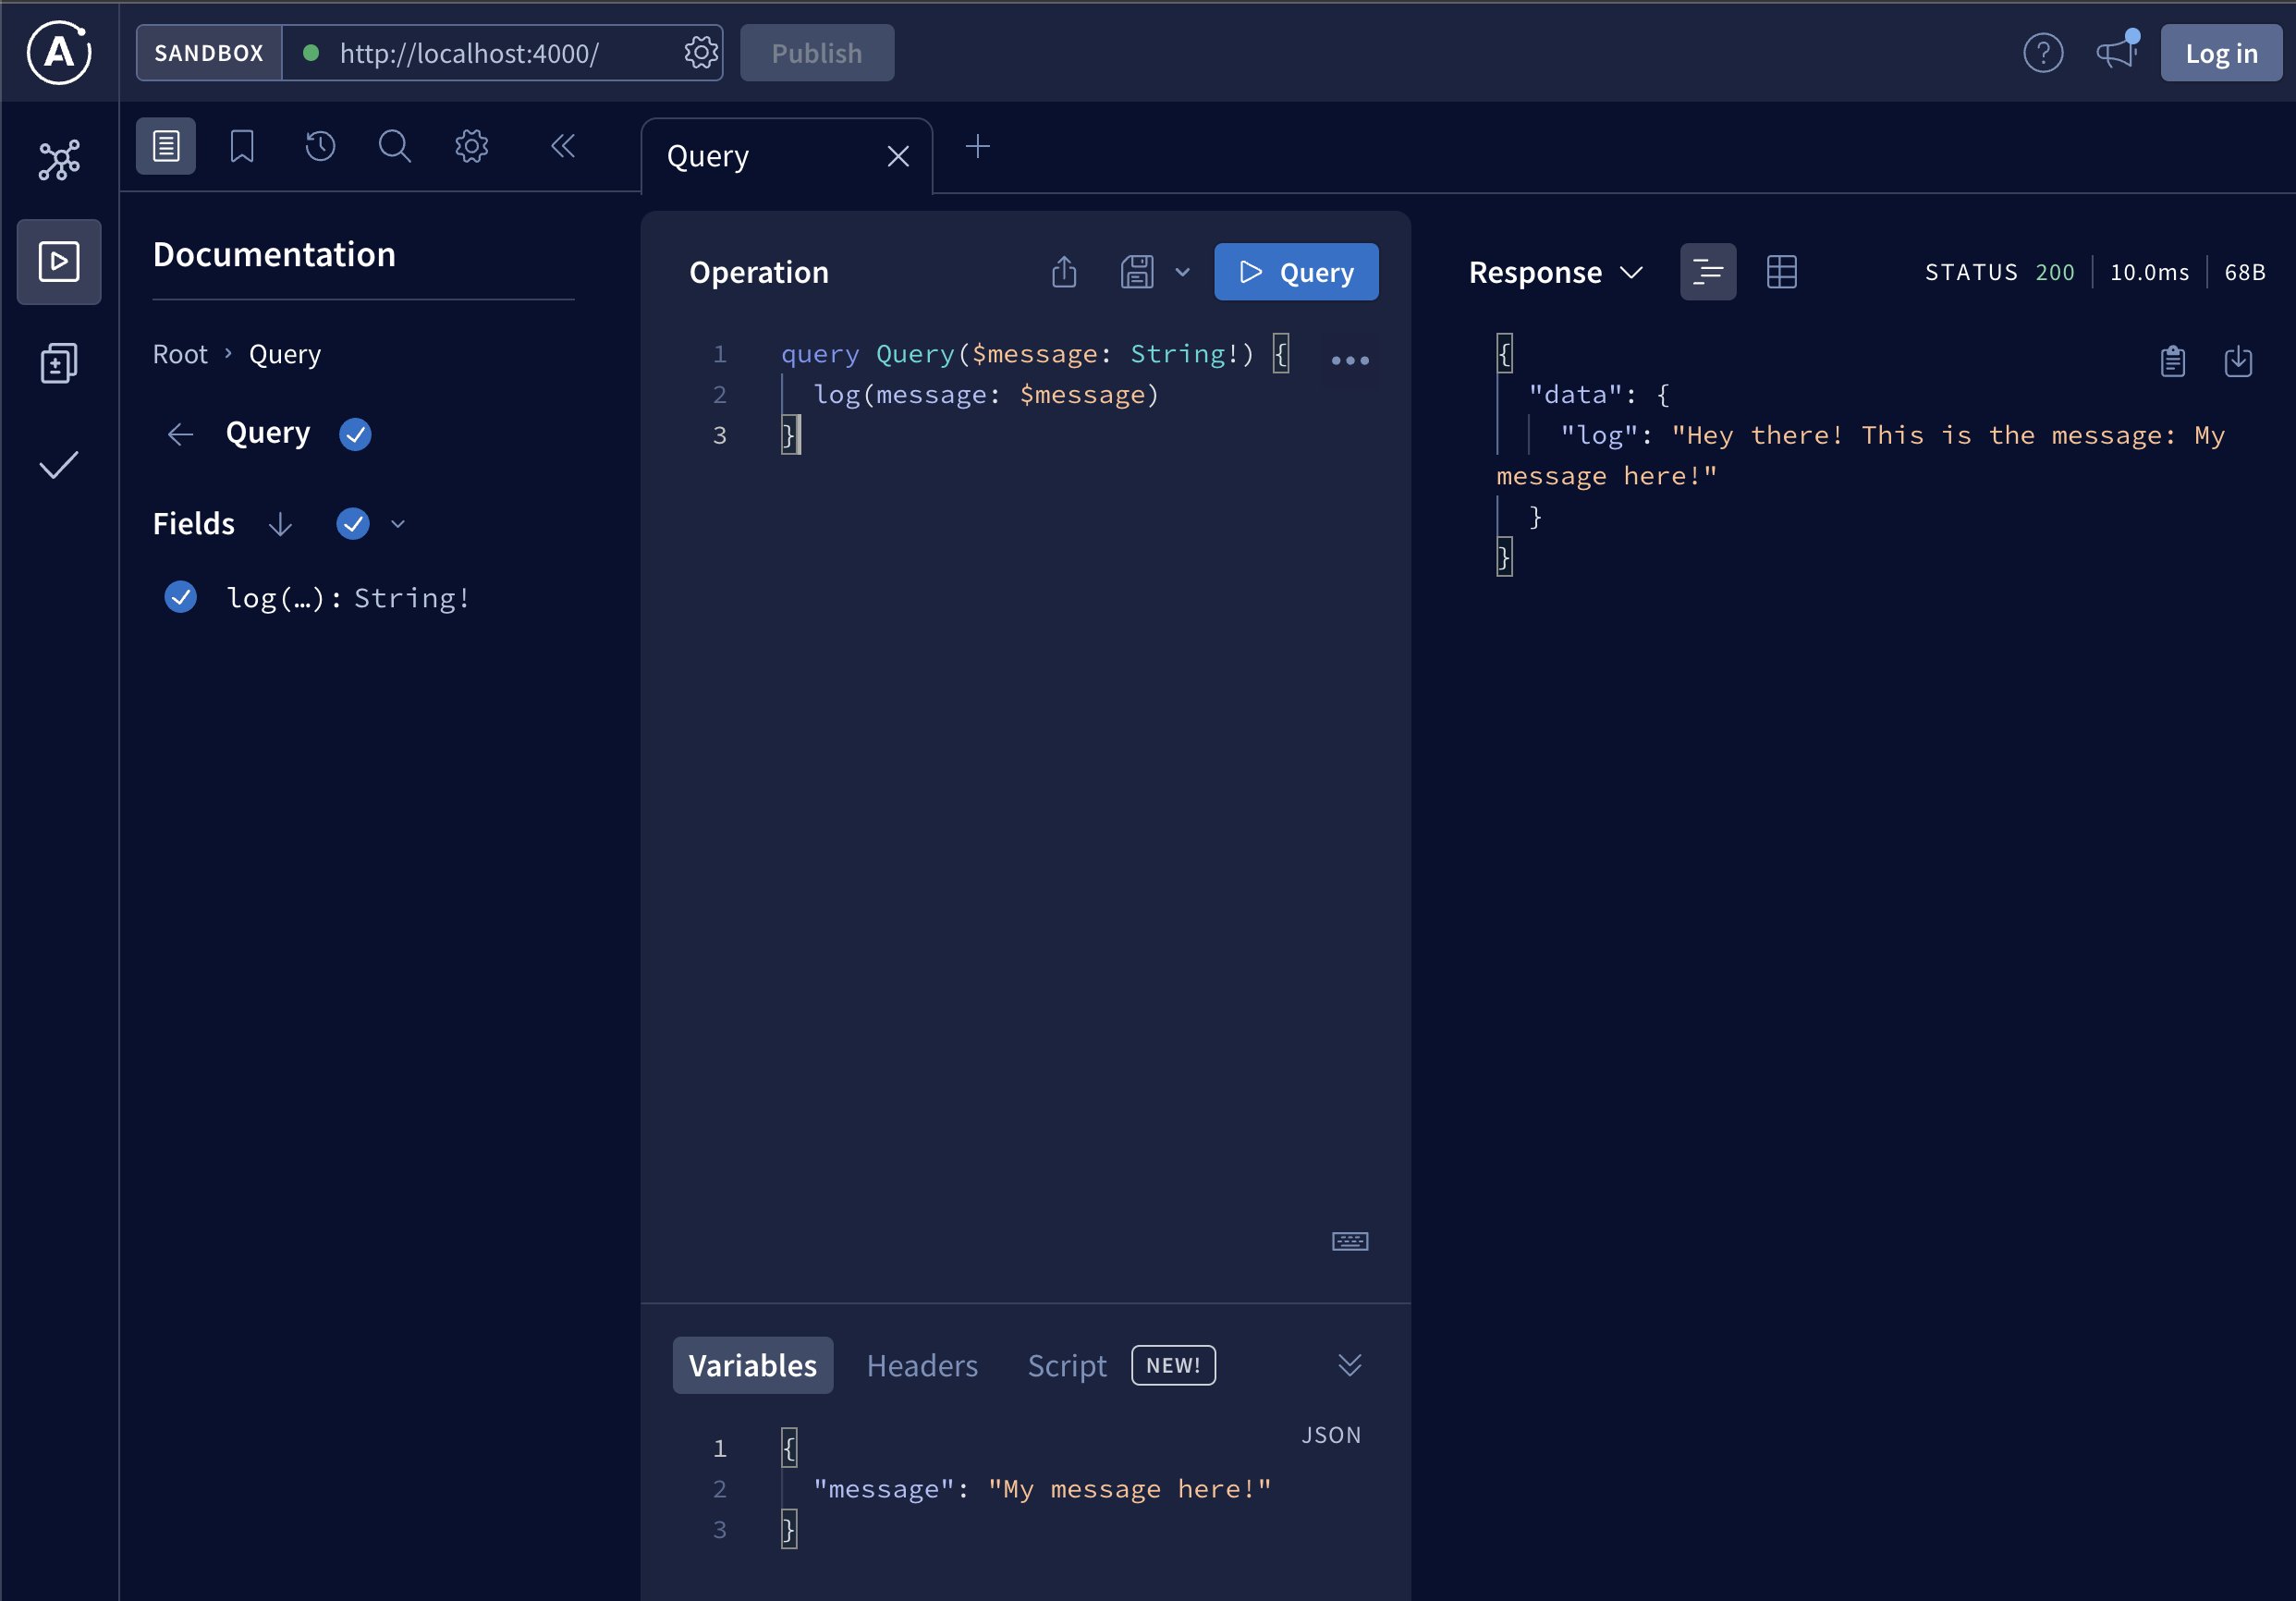 A
SANDBOX
http://localhost:4000/
Publish
?
Log in
Query
Documentation
Root › Query
Query
Fields
log(…): String!
Operation
Query
1 query Query($message: String!) {
2 log(message: $message)
3 }
Variables
Headers
Script
NEW!
JSON
1 {
2 "message": "My message here!"
3 }
Response
STATUS 200
10.0ms
68B
{
"data": {
"log": "Hey there! This is the message: My
message here!"
}
}